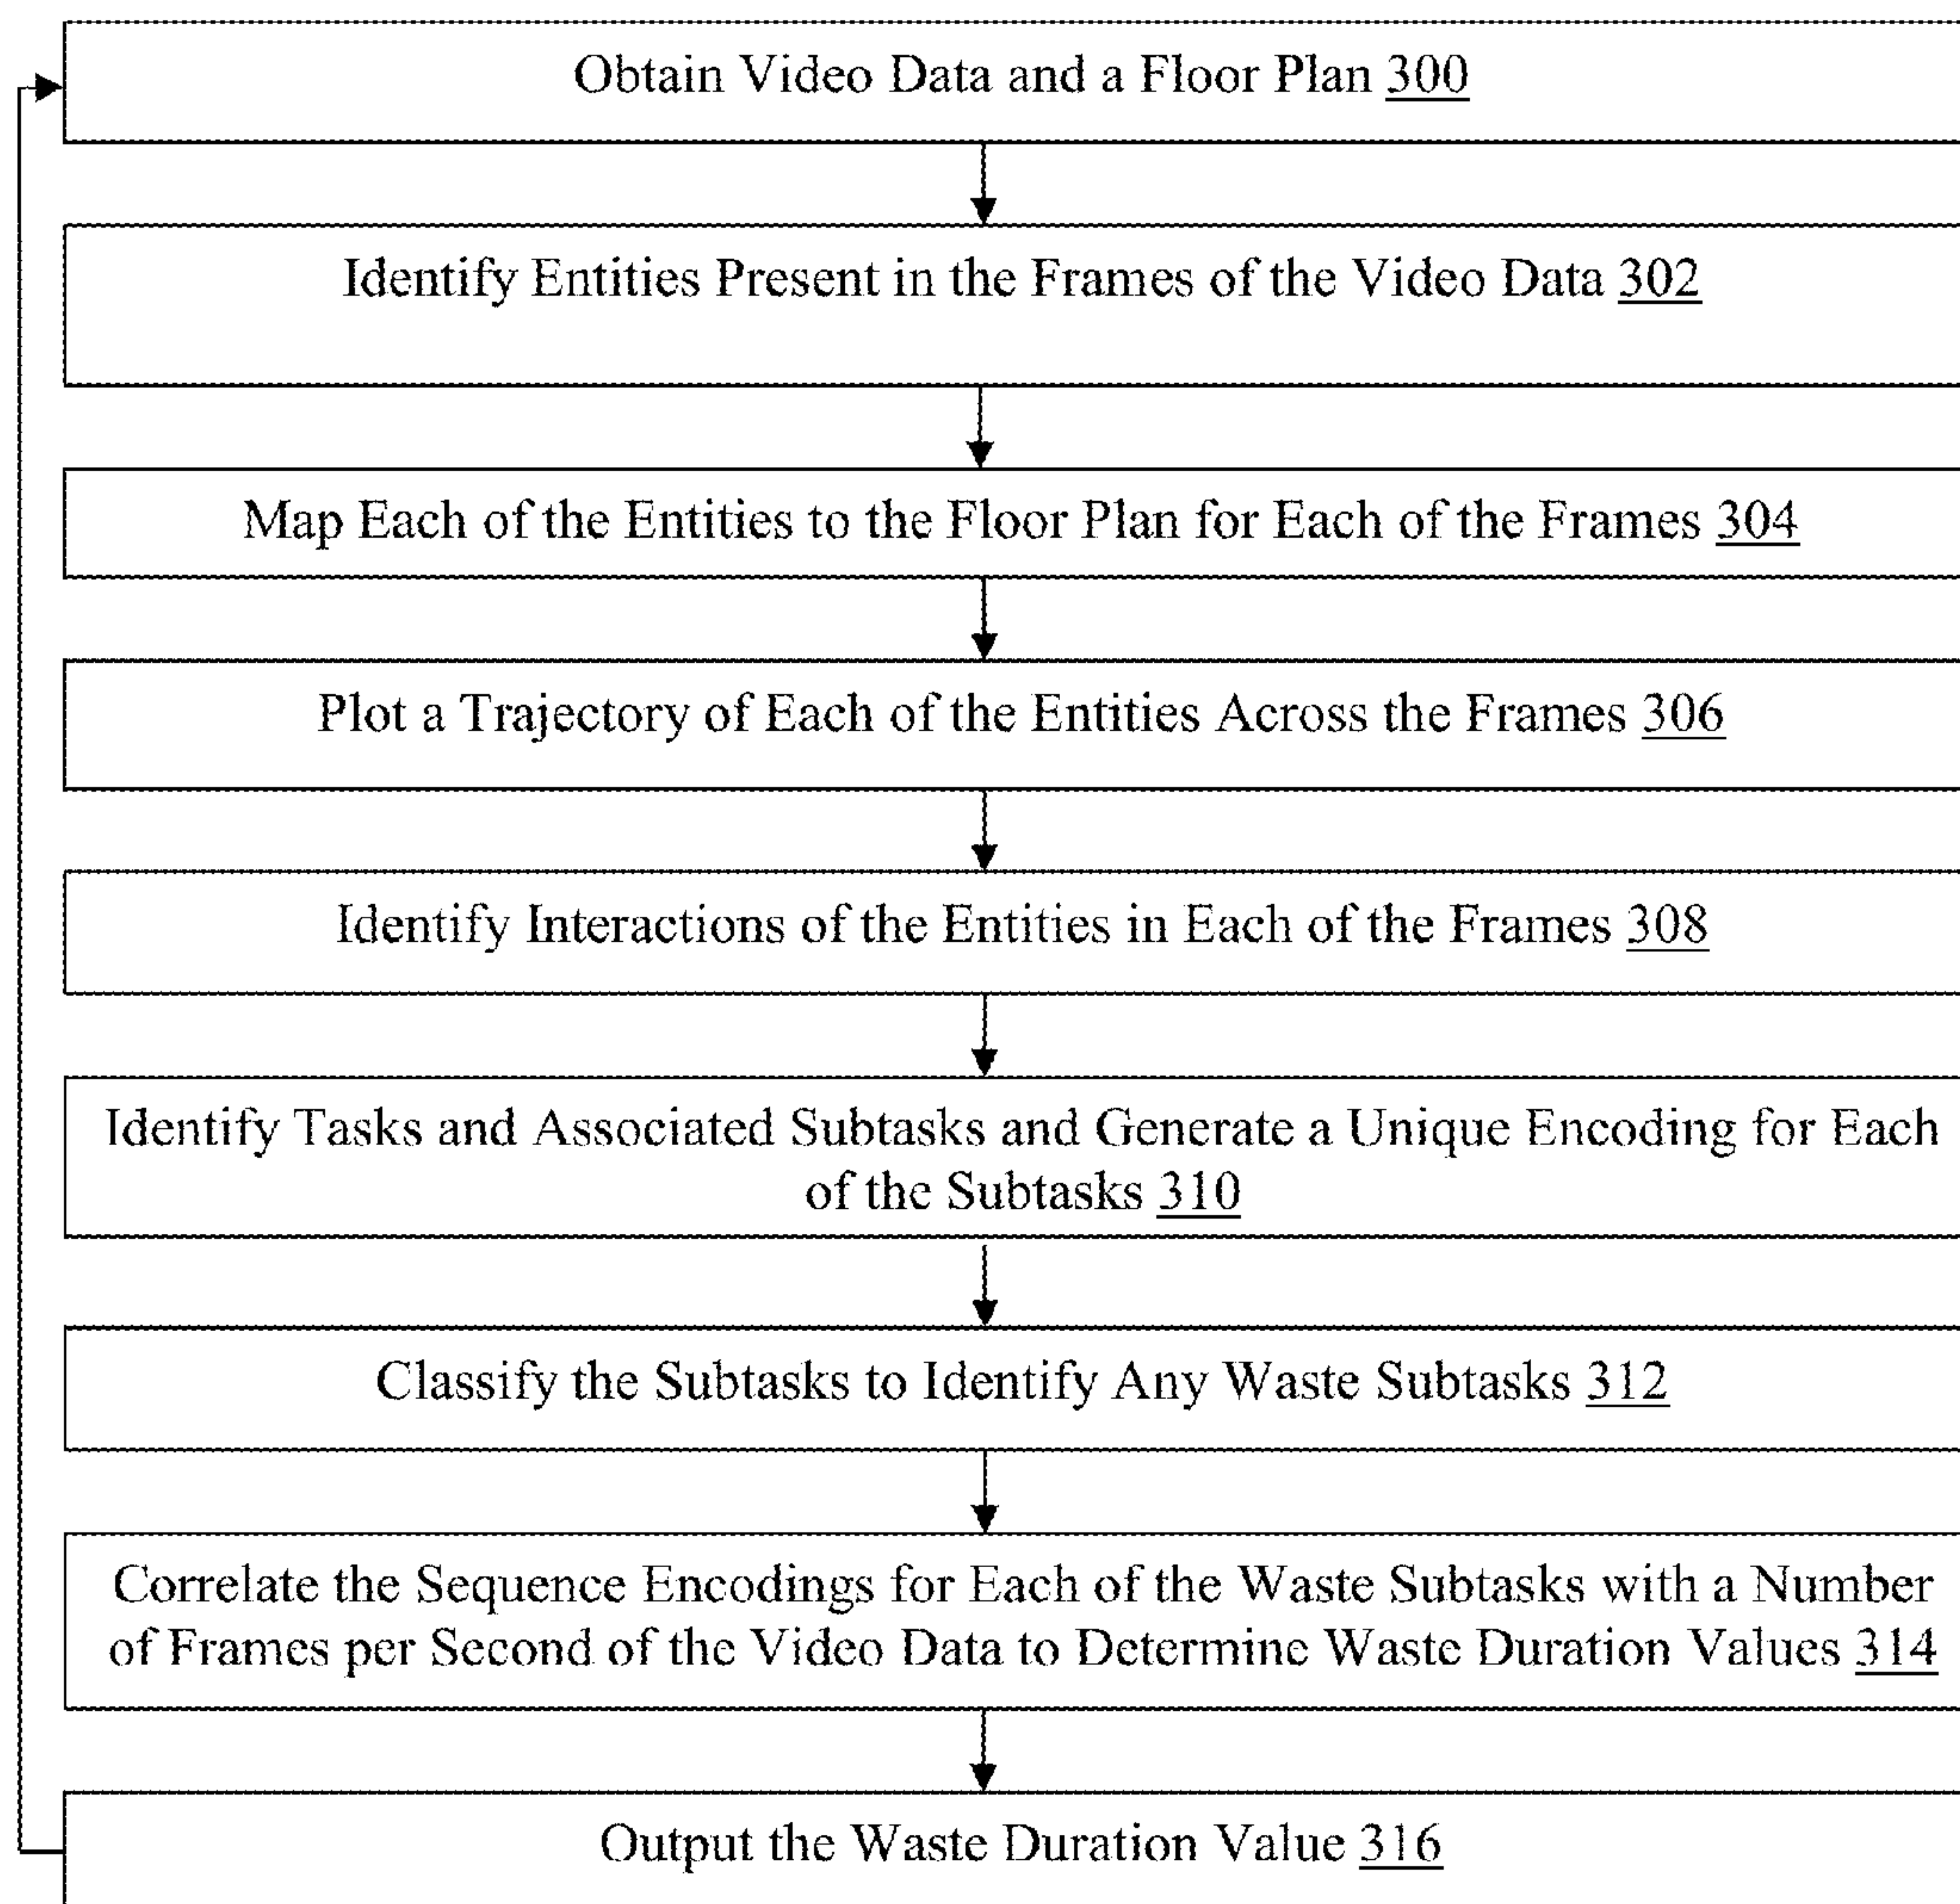 Obtain Video Data and a Floor Plan 300
Identify Entities Present in the Frames of the Video Data 302
Map Each of the Entities to the Floor Plan for Each of the Frames 304
Plot a Trajectory of Each of the Entities Across the Frames 306
Identify Interactions of the Entities in Each of the Frames 308
Identify Tasks and Associated Subtasks and Generate a Unique Encoding for Each
of the Subtasks 310
Classify the Subtasks to Identify Any Waste Subtasks 312
Correlate the Sequence Encodings for Each of the Waste Subtasks with a Number
of Frames per Second of the Video Data to Determine Waste Duration Values 314
Output the Waste Duration Value 316